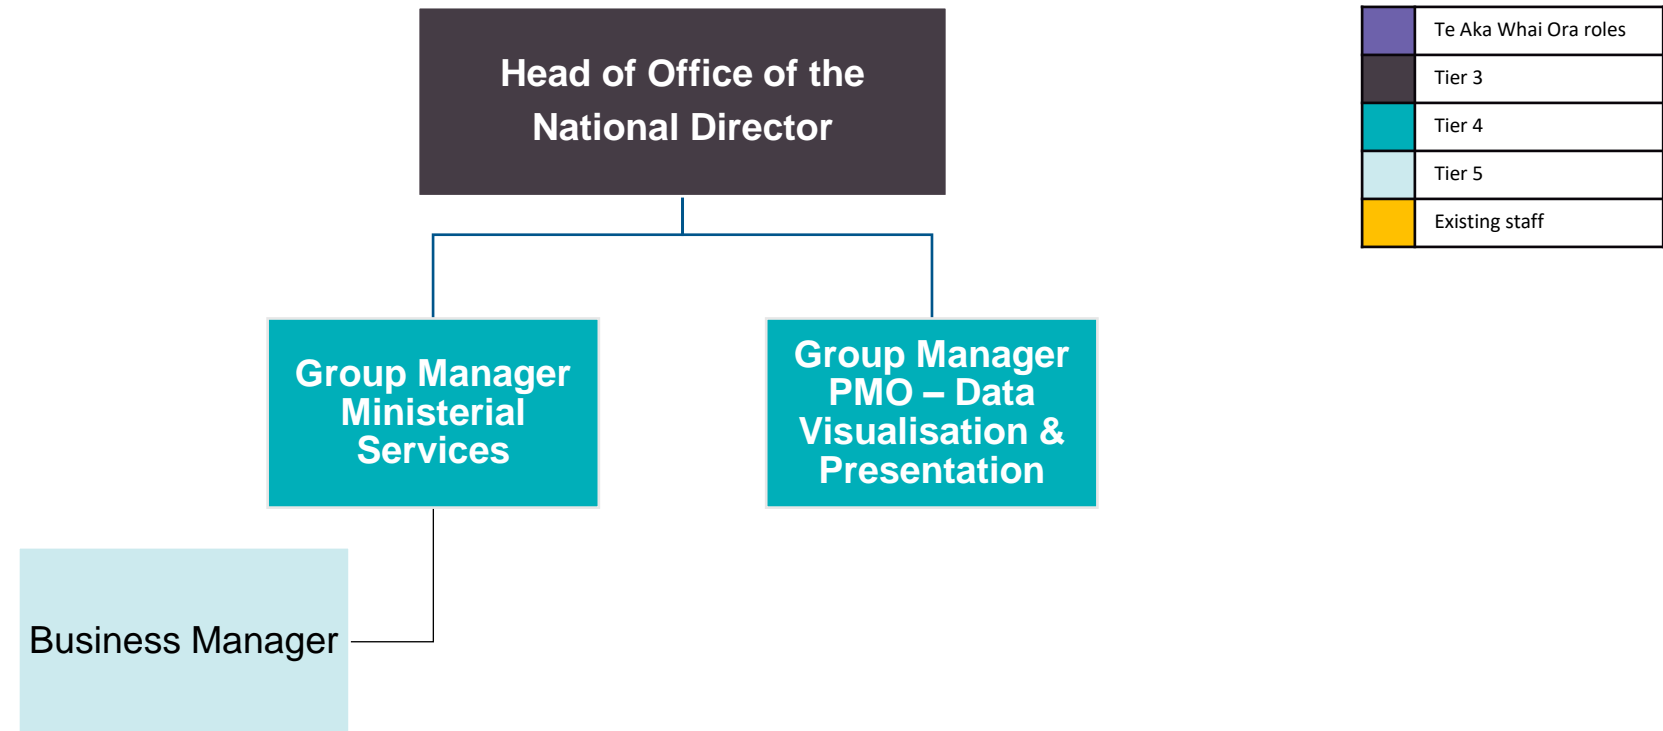 Head of Office of the
National Director
Te Aka Whai Ora roles
Tier 3
Tier 4
Tier 5
Existing staff
Group Manager
Ministerial
Services
Group Manager
PMO – Data
Visualisation &
Presentation
Business Manager